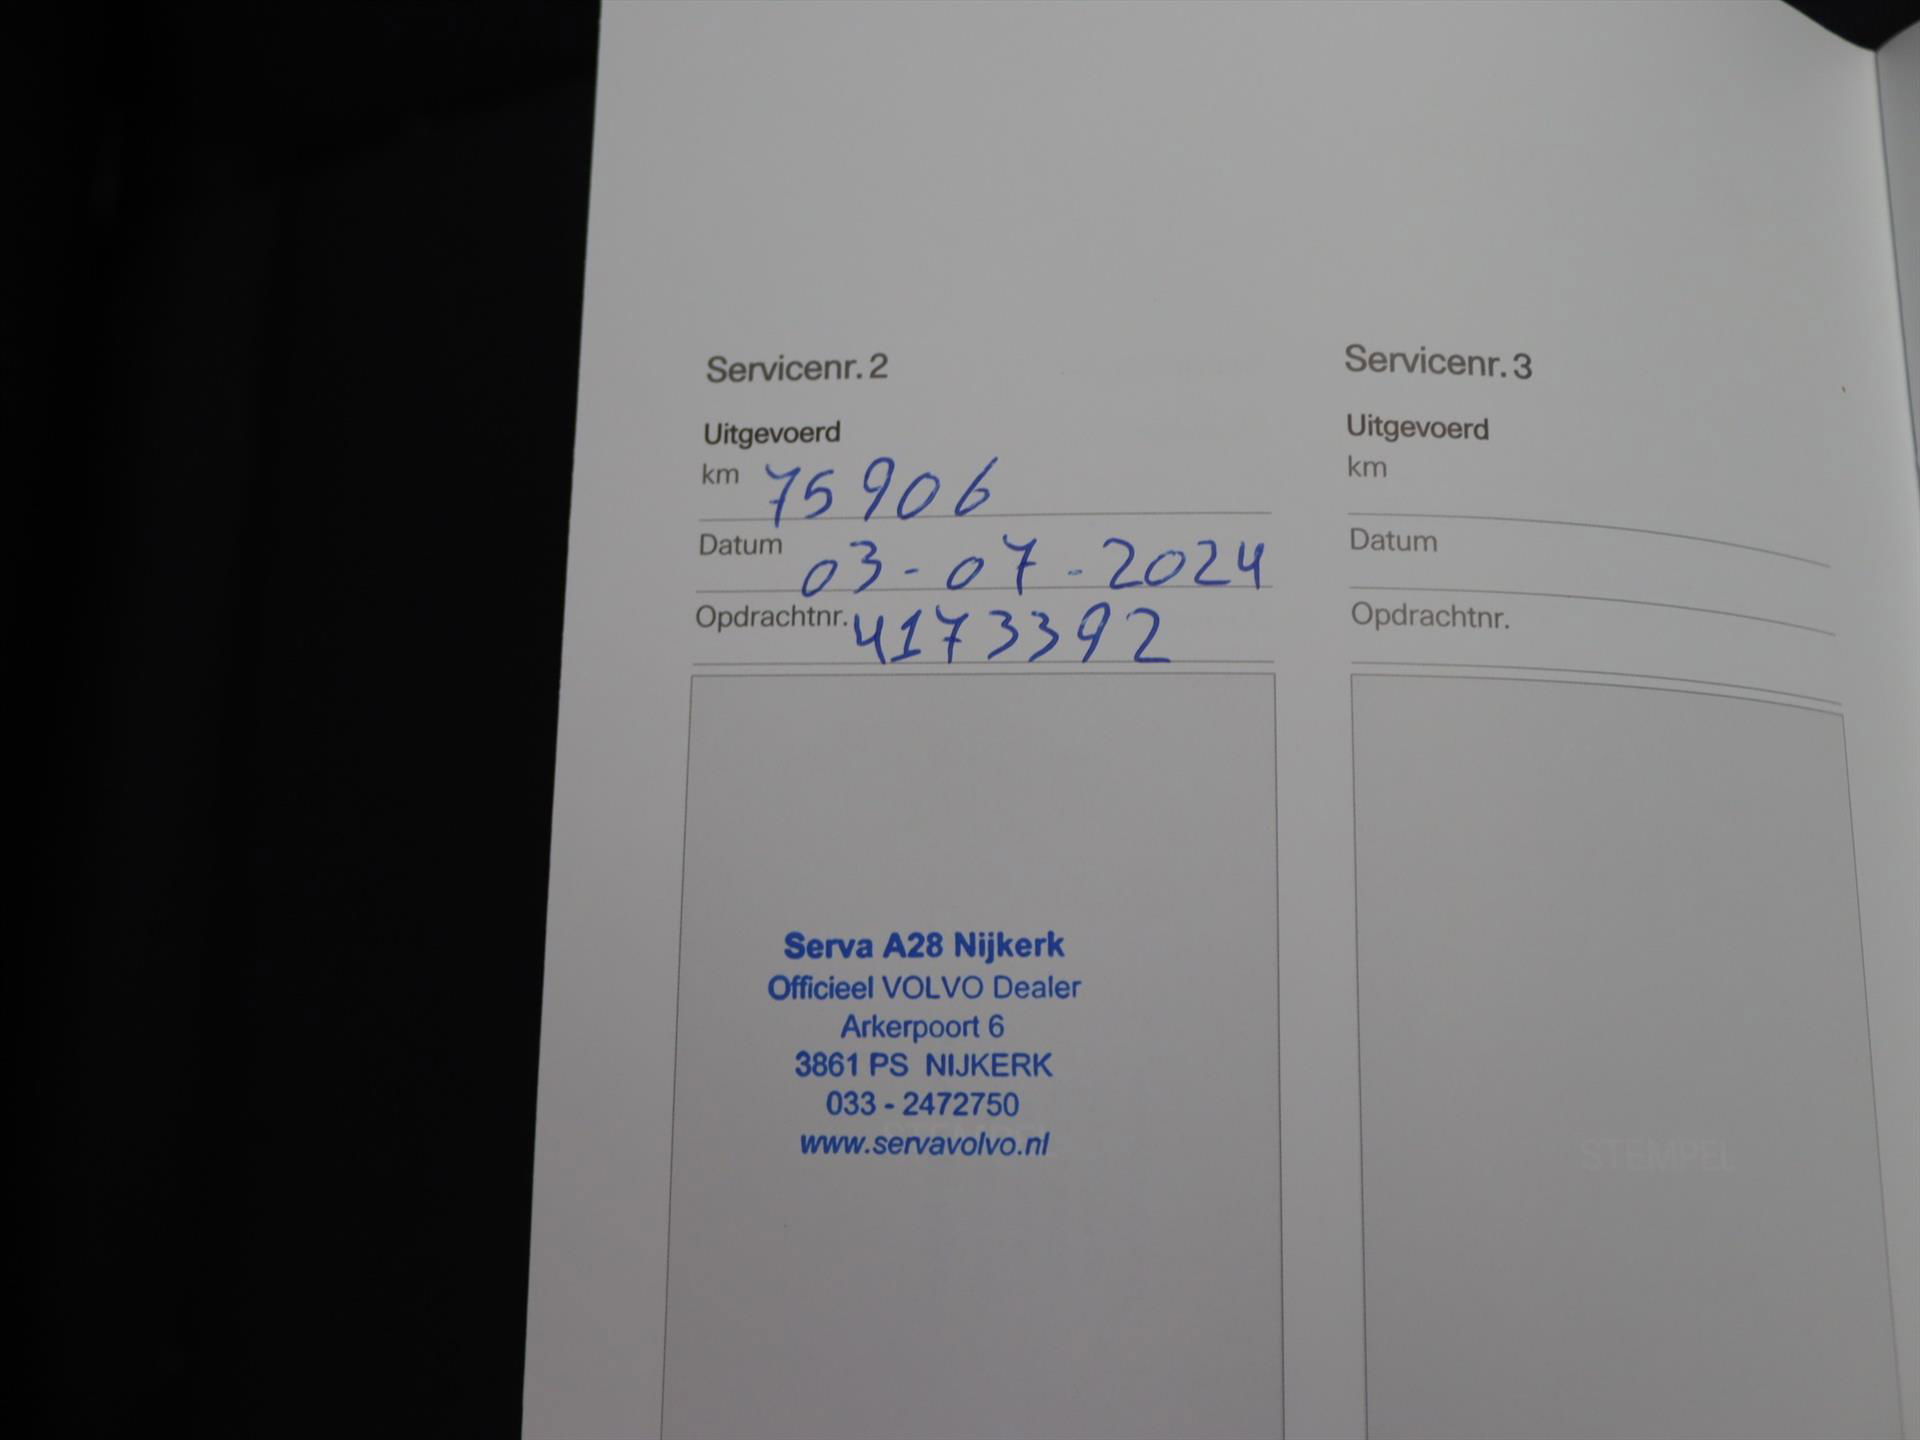 Servicenr. 2
Uitgevoerd
km 75906
Datum 03-07-2024
Opdrachtnr. 4173392
Serva A28 Nijkerk
Officieel VOLVO Dealer
Arkerpoort 6
3861 PS NIJKERK
033 - 2472750
www.servavolvo.nl
Servicenr. 3
Uitgevoerd
km
Datum
Opdrachtnr.
STEMPEL